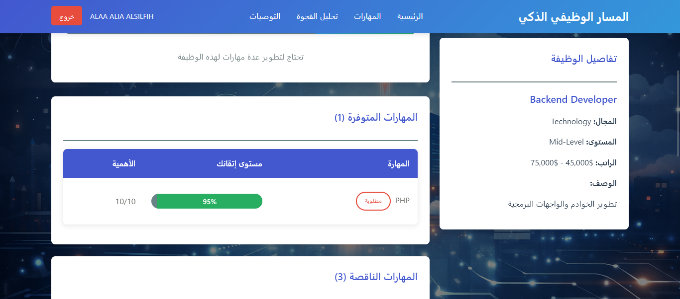 المسار الوظيفي الذكي
الرئيسية
المهارات
تحليل الفجوة
التوصيات
ALAA ALIA ALSILFIH
خروج
تفاصيل الوظيفة
Backend Developer
المجال: Technology
المستوى: Mid-Level
الراتب: $45,000 - $75,000
الوصف:
تطوير الخوادم والواجهات البرمجية
تحتاج لتطوير عدة مهارات لهذه الوظيفة
المهارات المتوفرة (1)
المهارة مستوى إتقانك الأهمية
PHP مطلوبة 95% 10/10
المهارات الناقصة (3)